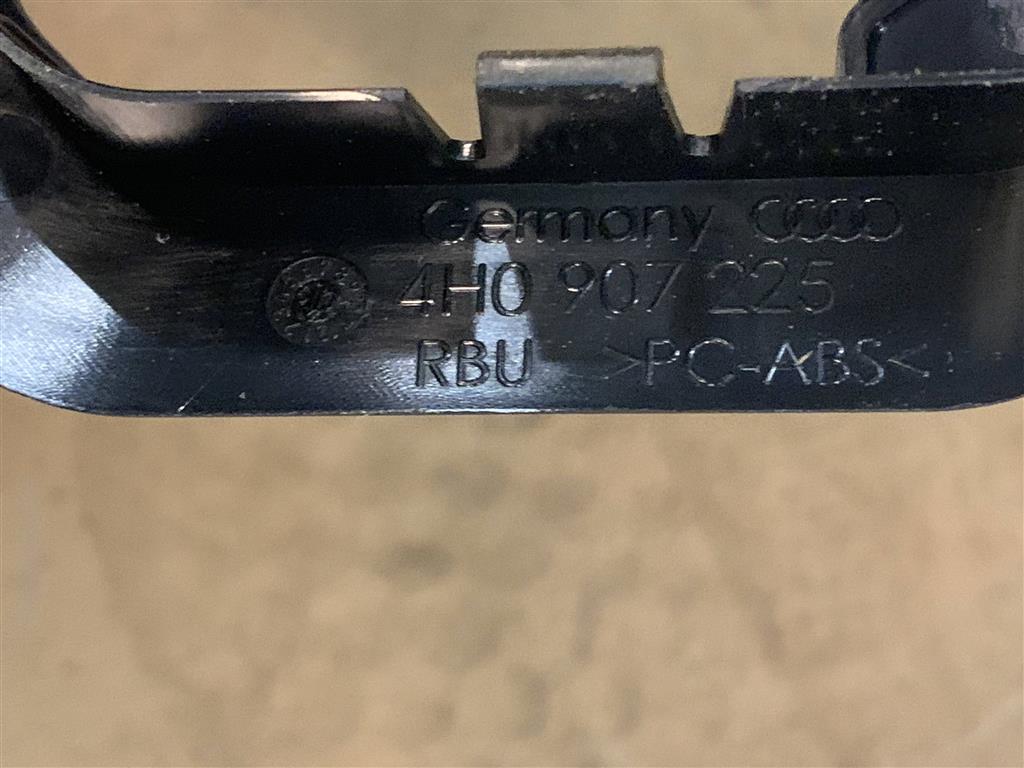 Germany
4H0 907 225
RBU >PC-ABS<